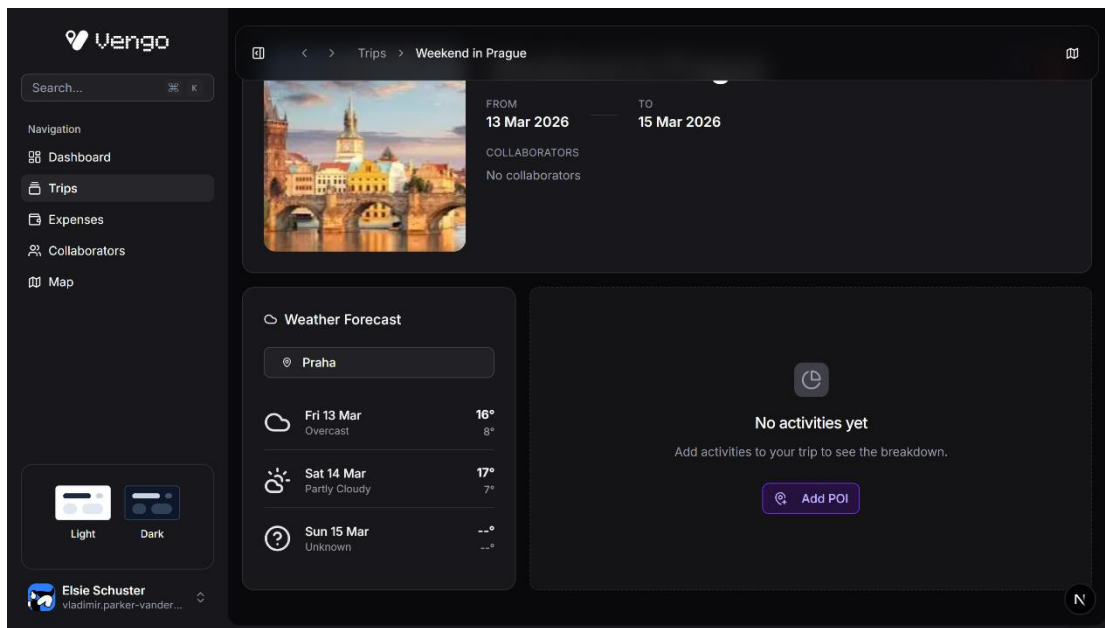 Vengo
Search... ⌘ K
Navigation
Dashboard
Trips
Expenses
Collaborators
Map
Light Dark
Elsie Schuster
vladimir.parker-vander...
Trips > Weekend in Prague
FROM TO
13 Mar 2026 15 Mar 2026
COLLABORATORS
No collaborators
Weather Forecast
Praha
Fri 13 Mar 16°
Overcast 8°
Sat 14 Mar 17°
Partly Cloudy 7°
Sun 15 Mar --°
Unknown --°
No activities yet
Add activities to your trip to see the breakdown.
Add POI
N